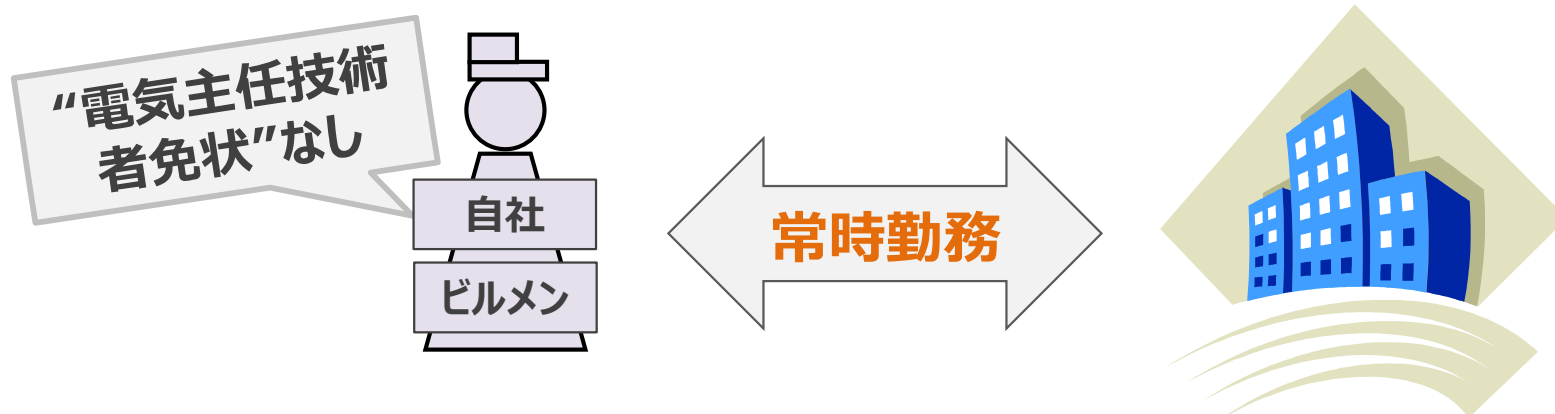 “電気主任技術
者免状”なし
自社
ビルメン
常時勤務